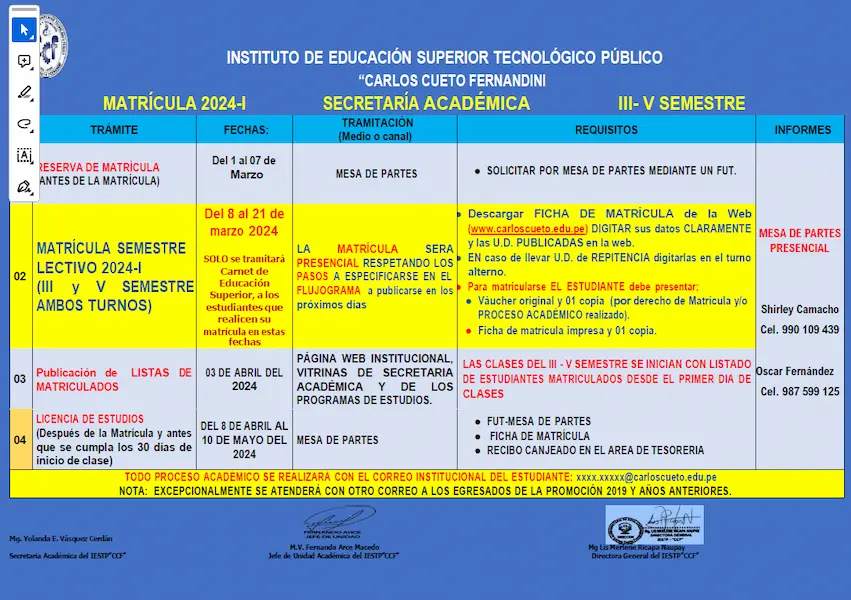 INSTITUTO DE EDUCACIÓN SUPERIOR TECNOLÓGICO PÚBLICO
“CARLOS CUETO FERNANDINI
MATRÍCULA 2024-I SECRETARÍA ACADÉMICA III- V SEMESTRE
TRÁMITE FECHAS: TRAMITACIÓN REQUISITOS INFORMES
(Medio o canal)
RESERVA DE MATRÍCULA
(ANTES DE LA MATRÍCULA)
Del 1 al 07 de
Marzo
MESA DE PARTES
● SOLICITAR POR MESA DE PARTES MEDIANTE UN FUT.
02
MATRÍCULA SEMESTRE
LECTIVO 2024-I
(III y V SEMESTRE
AMBOS TURNOS)
Del 8 al 21 de
marzo 2024
SOLO se tramitará
Carnet de
Educación
Superior, a los
estudiantes que
realicen su
matrícula en estas
fechas
LA MATRÍCULA SERA
PRESENCIAL RESPETANDO LOS
PASOS A ESPECIFICARSE EN EL
FLUJOGRAMA a publicarse en los
próximos días
● Descargar FICHA DE MATRÍCULA de la Web
(www.carloscueto.edu.pe) DIGITAR sus datos CLARAMENTE
y las U.D. PUBLICADAS en la web.
● EN caso de llevar U.D. de REPITENCIA digitarlas en el turno
alterno.
● Para matricularse EL ESTUDIANTE debe presentar:
● Váucher original y 01 copia (por derecho de Matricula y/o
PROCESO ACADÉMICO realizado).
● Ficha de matrícula impresa y 01 copia.
MESA DE PARTES
PRESENCIAL
Shirley Camacho
Cel. 990 109 439
Oscar Fernández
Cel. 987 599 125
03
Publicación de LISTAS DE
MATRICULADOS
03 DE ABRIL DEL
2024
PÁGINA WEB INSTITUCIONAL,
VITRINAS DE SECRETARIA
ACADÉMICA Y DE LOS
PROGRAMAS DE ESTUDIOS.
LAS CLASES DEL III - V SEMESTRE SE INICIAN CON LISTADO
DE ESTUDIANTES MATRICULADOS DESDE EL PRIMER DIA DE
CLASES
04
LICENCIA DE ESTUDIOS
(Después de la Matrícula y antes
que se cumpla los 30 días de
inicio de clase)
DEL 8 DE ABRIL AL
10 DE MAYO DEL
2024
MESA DE PARTES
● FUT-MESA DE PARTES
● FICHA DE MATRÍCULA
● RECIBO CANJEADO EN EL AREA DE TESORERIA
TODO PROCESO ACADEMICO SE REALIZARÁ CON EL CORREO INSTITUCIONAL DEL ESTUDIANTE: xxxx.xxxxx@carloscueto.edu.pe
NOTA: EXCEPCIONALMENTE SE ATENDERÁ CON OTRO CORREO A LOS EGRESADOS DE LA PROMOCIÓN 2019 Y AÑOS ANTERIORES.
Mg. Yolanda E. Vásquez Cerdán
Secretaria Académica del IESTP"CCF"
FERNANDO ARCE
JEFE DE UNIDAD
M.V. Fernando Arce Macedo
Jefe de Unidad Académica del IESTP"CCF"
DIRECTORA GENERAL
IESTP - "CCF"
Mg Lis Merlene Ricapa Naupay
Directora General del IESTP"CCF"